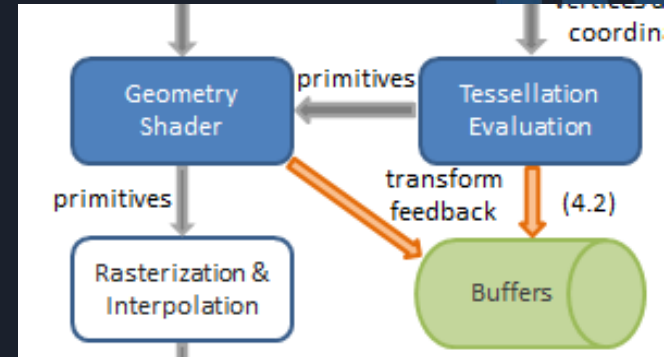 coordin
primitives
Geometry
Shader
Tessellation
Evaluation
primitives
transform
feedback
(4.2)
Rasterization &
Interpolation
Buffers